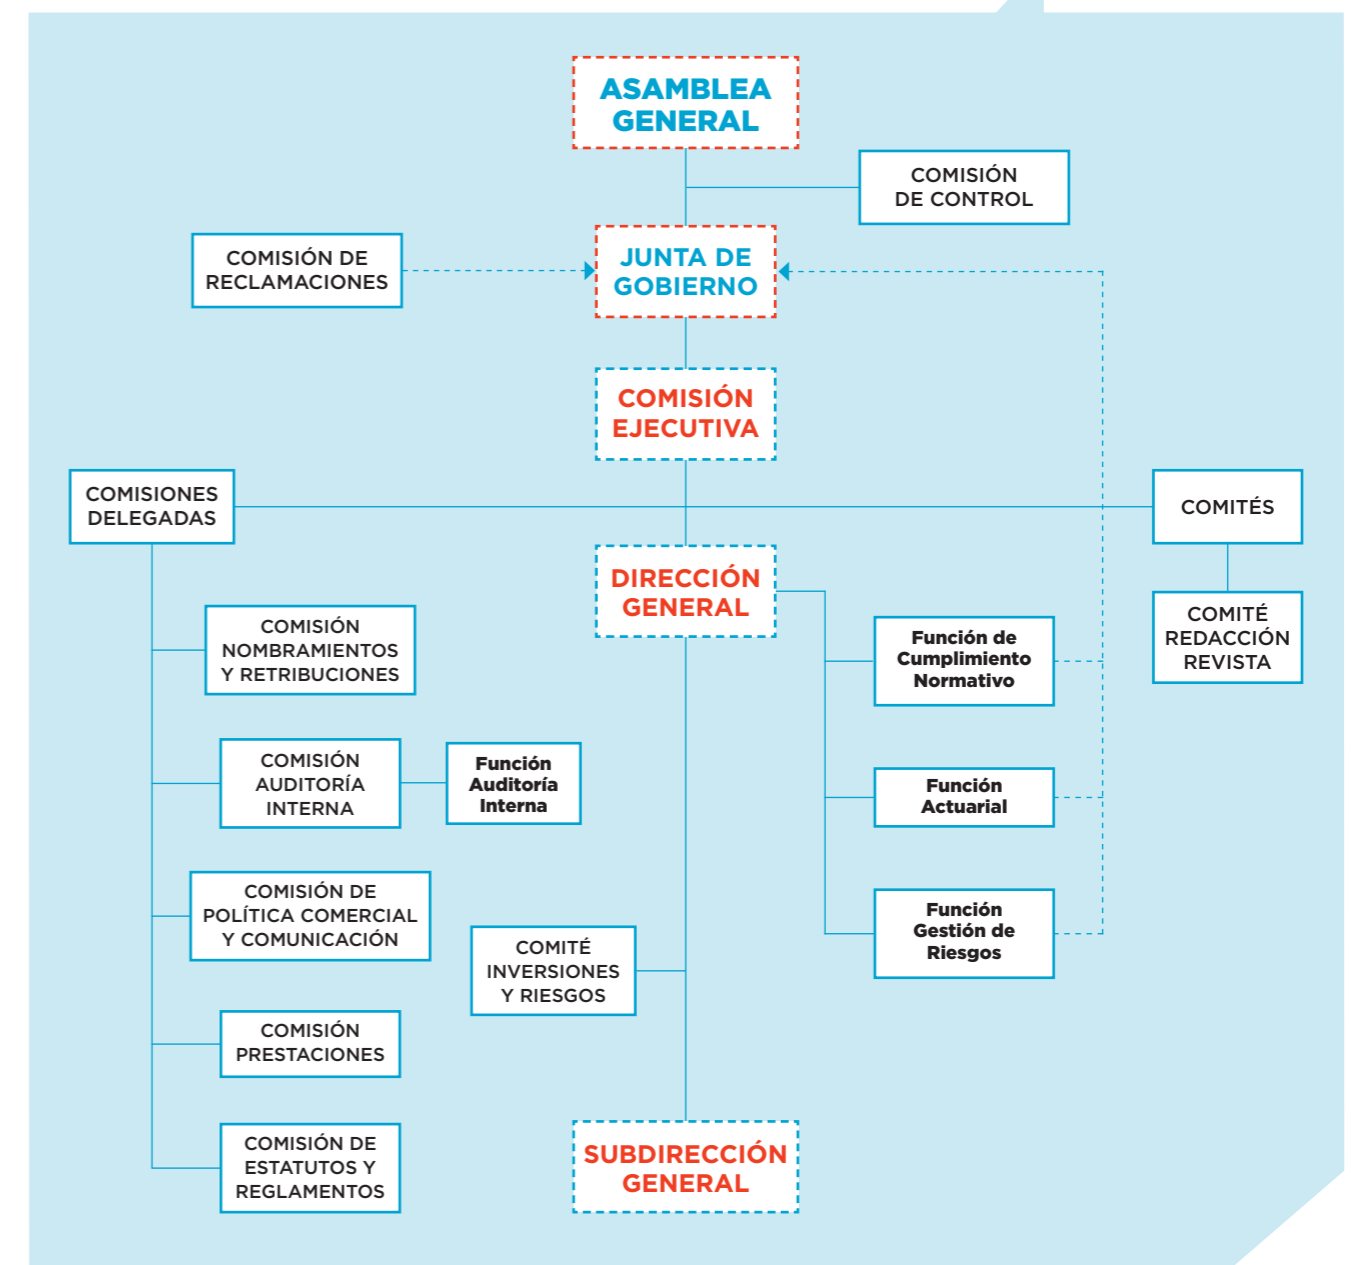 ASAMBLEA
GENERAL
COMISIÓN
DE CONTROL
COMISIÓN DE
RECLAMACIONES
JUNTA DE
GOBIERNO
COMISIÓN
EJECUTIVA
COMISIONES
DELEGADAS
COMITÉS
DIRECCIÓN
GENERAL
COMITÉ
REDACCIÓN
REVISTA
COMISIÓN
NOMBRAMIENTOS
Y RETRIBUCIONES
Función de
Cumplimiento
Normativo
COMISIÓN
AUDITORÍA
INTERNA
Función
Auditoría
Interna
Función
Actuarial
COMISIÓN DE
POLÍTICA COMERCIAL
Y COMUNICACIÓN
Función
Gestión de
Riesgos
COMITÉ
INVERSIONES
Y RIESGOS
COMISIÓN
PRESTACIONES
COMISIÓN DE
ESTATUTOS Y
REGLAMENTOS
SUBDIRECCIÓN
GENERAL